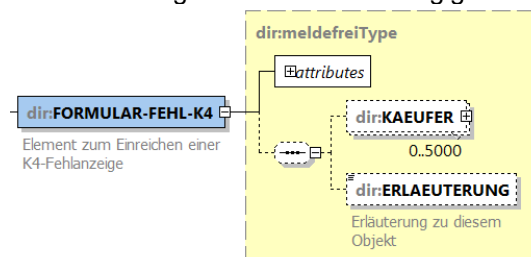 dir:meldefreiType
attributes
dir:FORMULAR-FEHL-K4
Element zum Einreichen einer
K4-Fehlanzeige
dir:KAEUFER
0..5000
dir:ERLAEUTERUNG
Erläuterung zu diesem
Objekt